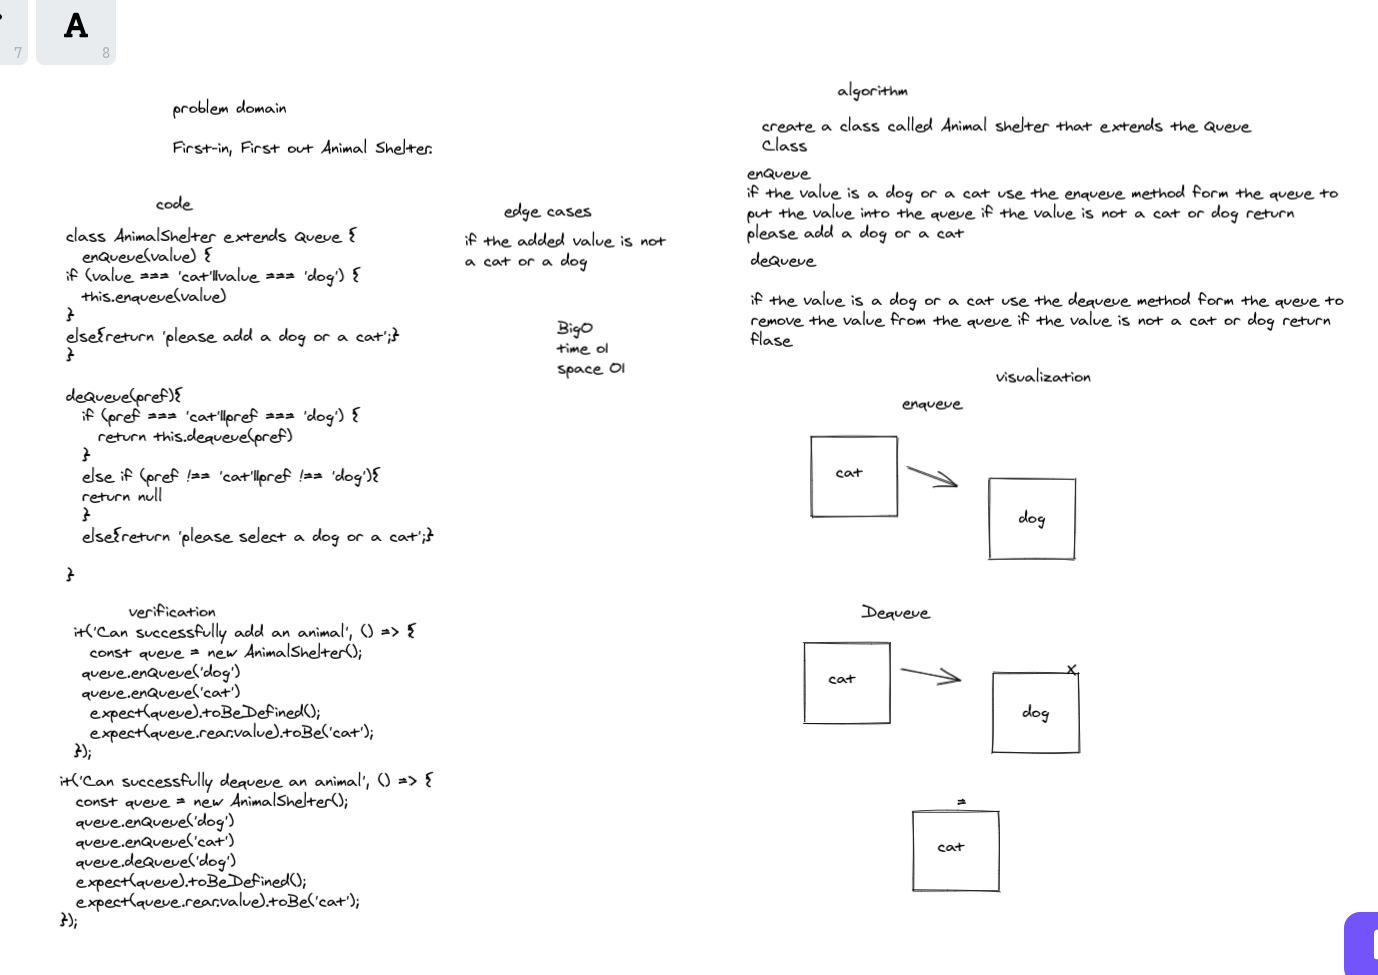 7
A
8
problem domain
First-in, First out Animal Shelter.
code
class AnimalShelter extends Queue {
enQueue(value) {
if (value === 'cat'||value === 'dog') {
this.enqueue(value)
}
else{return 'please add a dog or a cat';}
}
deQueue(pref){
if (pref === 'cat'||pref === 'dog') {
return this.dequeue(pref)
}
else if (pref !== 'cat'||pref !== 'dog'){
return null
}
else{return 'please select a dog or a cat';}
}
edge cases
if the added value is not
a cat or a dog
BigO
time o1
space O1
verification
it('Can successfully add an animal', () => {
const queue = new AnimalShelter();
queue.enQueue('dog')
queue.enQueue('cat')
expect(queue).toBeDefined();
expect(queue.rear.value).toBe('cat');
});
it('Can successfully dequeue an animal', () => {
const queue = new AnimalShelter();
queue.enQueue('dog')
queue.enQueue('cat')
queue.deQueue('dog')
expect(queue).toBeDefined();
expect(queue.rear.value).toBe('cat');
});
algorithm
create a class called Animal shelter that extends the Queue
Class
enQueue
if the value is a dog or a cat use the enqueue method form the queue to
put the value into the queue if the value is not a cat or dog return
please add a dog or a cat
deQueue
if the value is a dog or a cat use the dequeue method form the queue to
remove the value from the queue if the value is not a cat or dog return
flase
visualization
enqueue
cat
dog
Dequeue
cat
x
dog
=
cat